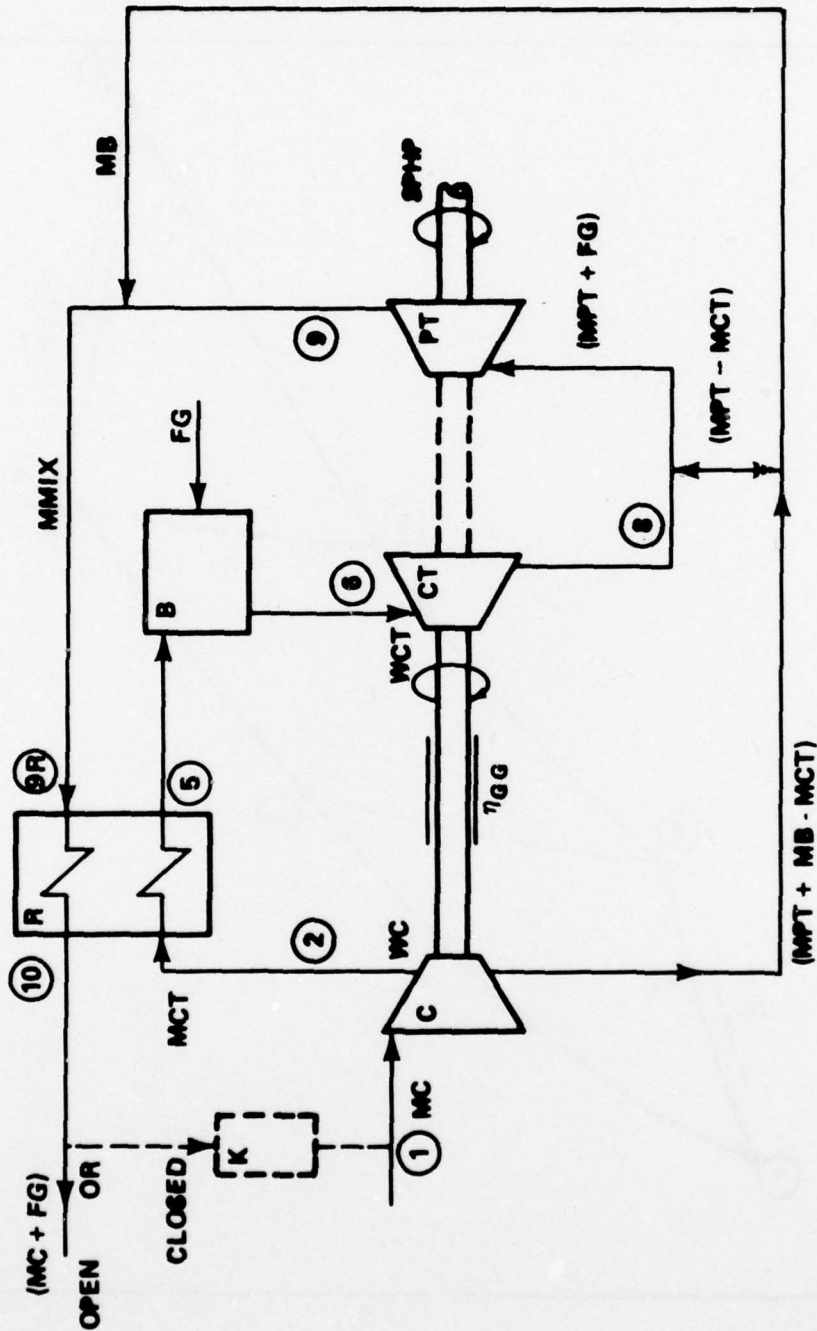 (MC + FG)
OPEN OR
CLOSED
K
1
MC
10
R
9R
MCT
2
5
MMIX
MB
B
FG
6
9
WC
C
ηGG
WCT
CT
PT
SPHP
8
(MPT + FG)
(MPT - MCT)
(MPT + MB - MCT)